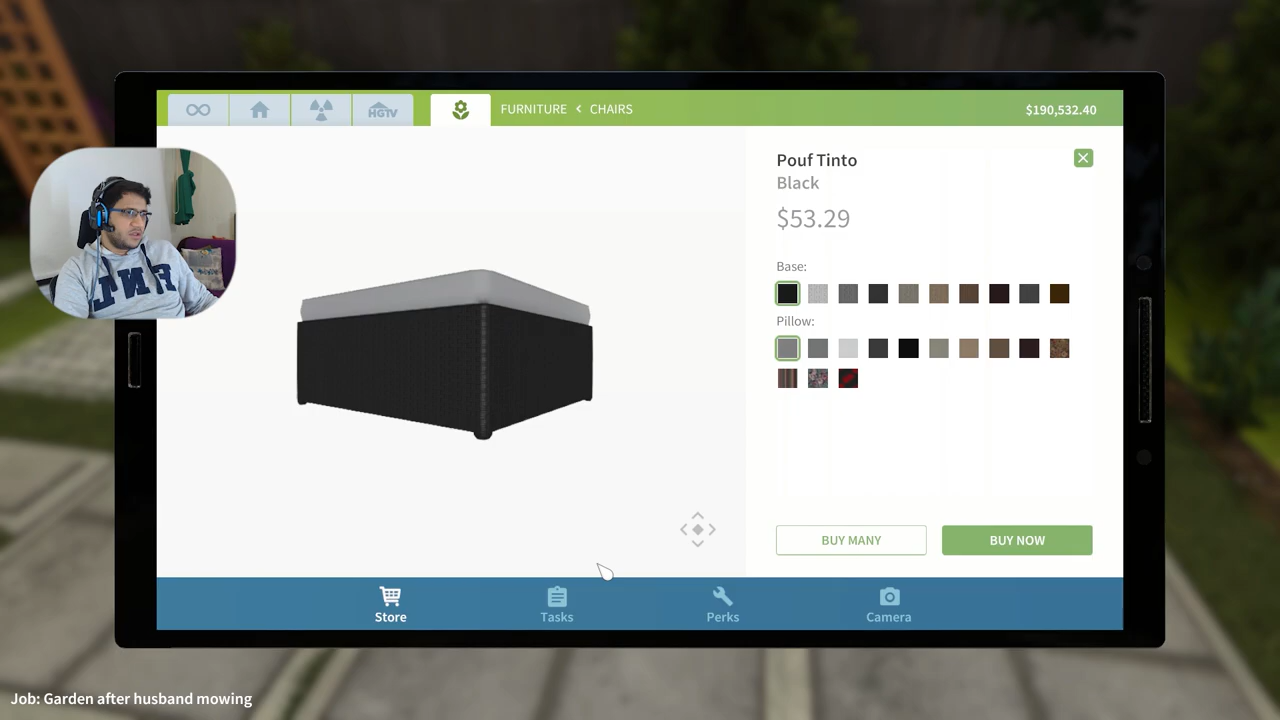 HGTV
FURNITURE < CHAIRS
$190,532.40
Pouf Tinto
Black
$53.29
Base:
Pillow:
BUY MANY
BUY NOW
Store
Tasks
Perks
Camera
Job: Garden after husband mowing